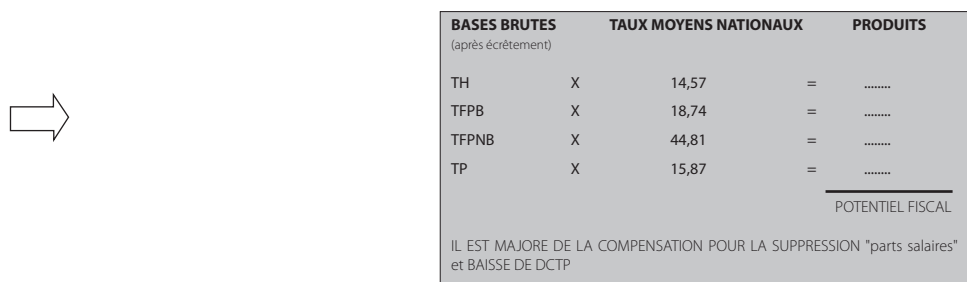 BASES BRUTES TAUX MOYENS NATIONAUX PRODUITS
(après écrêtement)
TH X 14,57 = ........
TFPB X 18,74 = ........
TFPNB X 44,81 = ........
TP X 15,87 = ........
POTENTIEL FISCAL
IL EST MAJORE DE LA COMPENSATION POUR LA SUPPRESSION "parts salaires"
et BAISSE DE DCTP